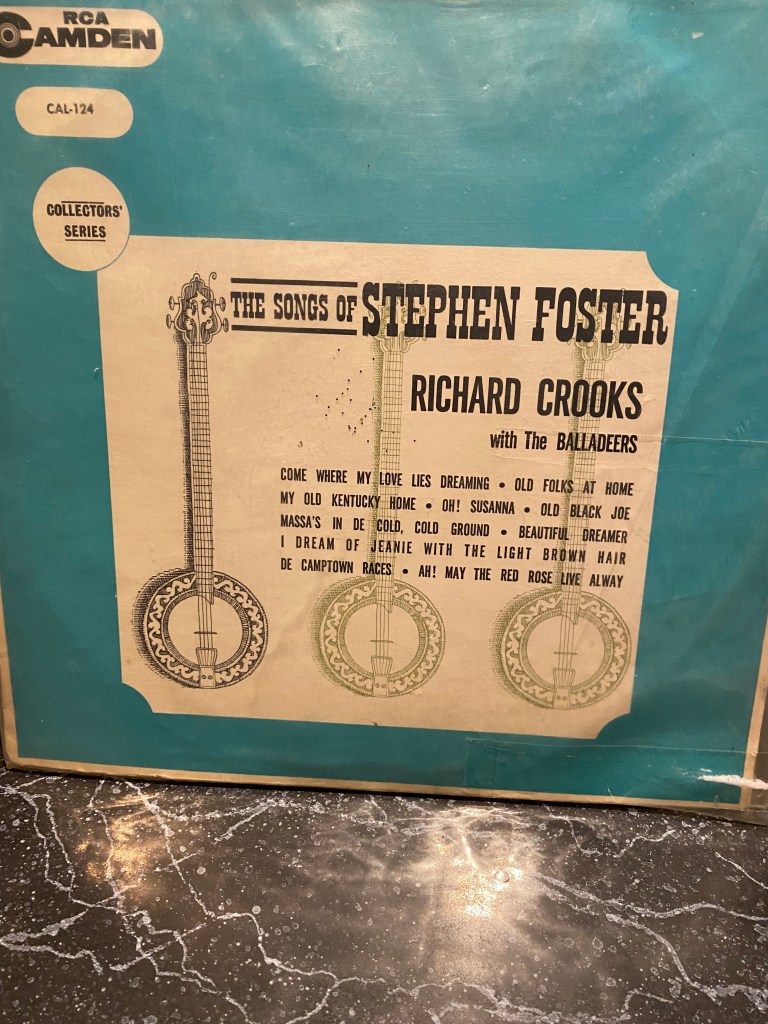 RCA
CAMDEN
CAL-124
COLLECTORS'
SERIES
THE SONGS OF STEPHEN FOSTER
RICHARD CROOKS
with The BALLADEERS
COME WHERE MY LOVE LIES DREAMING • OLD FOLKS AT HOME
MY OLD KENTUCKY HOME • OH! SUSANNA • OLD BLACK JOE
MASSA'S IN DE COLD, COLD GROUND • BEAUTIFUL DREAMER
I DREAM OF JEANIE WITH THE LIGHT BROWN HAIR
DE CAMPTOWN RACES • AH! MAY THE RED ROSE LIVE ALWAY